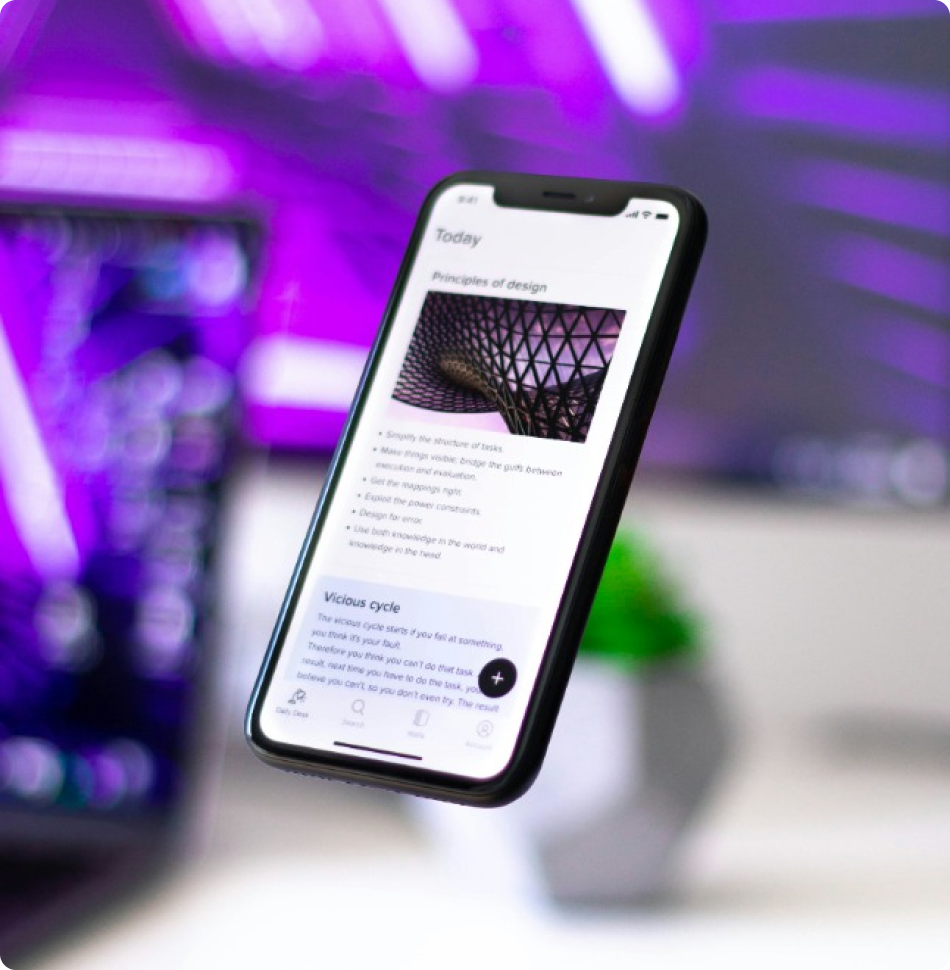 9:41
Today
Principles of design
• Simplify the structure of tasks.
• Make things visible, bridge the gulfs between
execution and evaluation.
• Get the mappings right.
• Exploit the power constraints.
• Design for error.
• Use both knowledge in the world and
knowledge in the head.
Vicious cycle
The vicious cycle starts if you fail at something,
you think it's your fault.
Therefore you think you can't do that task.
result, next time you have to do the task, you
believe you can't, so you don't even try. The result
+
Daily Desk
Search
Account